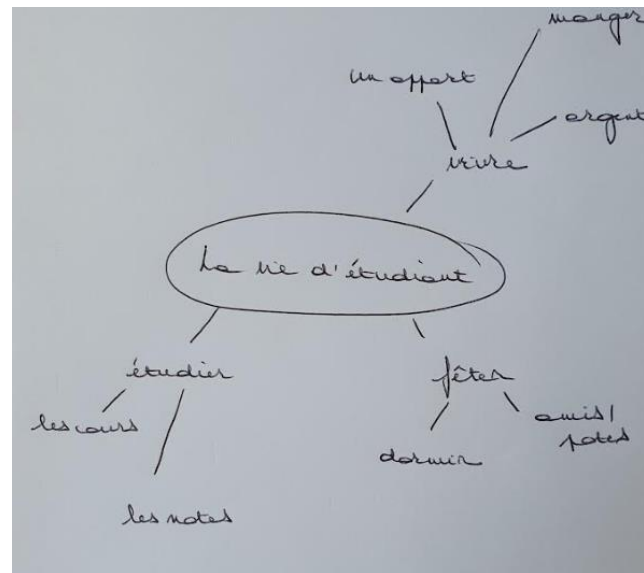 manger
un appart
argent
vivre
La vie d'étudiant
étudier
fêter
les cours
amis/
potes
dormir
les notes